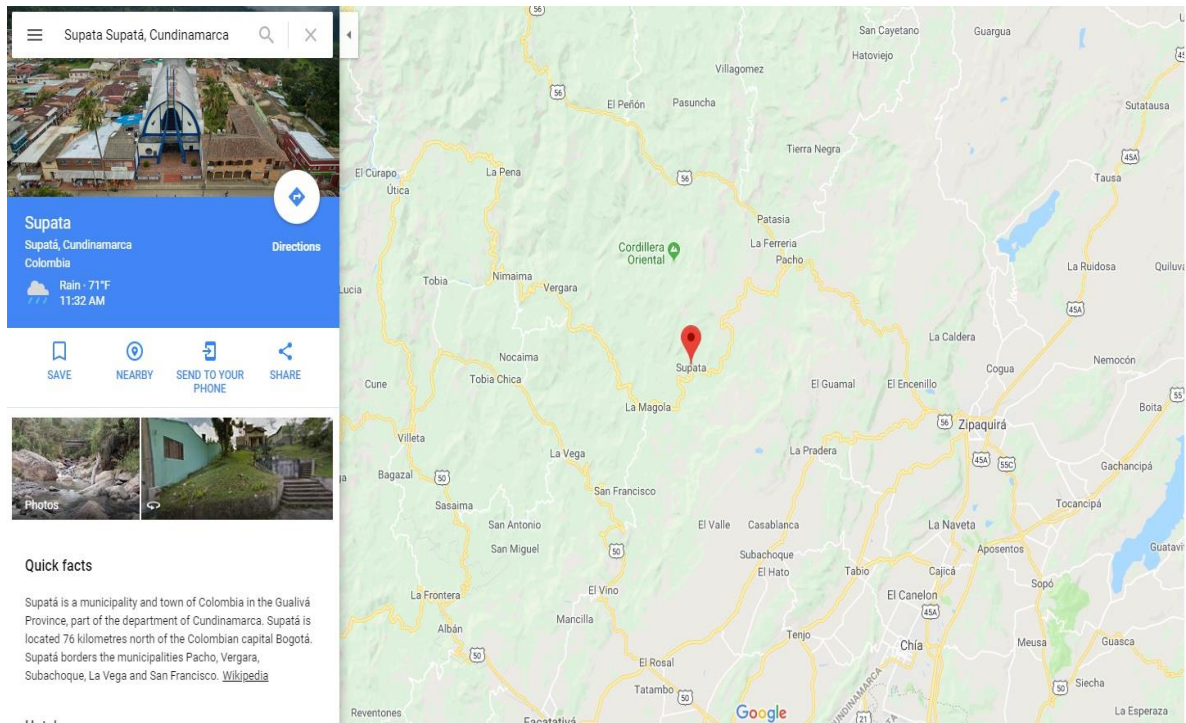 Supata Supatá, Cundinamarca
Supata
Supatá, Cundinamarca
Colombia
Directions
Rain · 71°F
11:32 AM
SAVE
NEARBY
SEND TO YOUR
PHONE
SHARE
Photos
Quick facts
Supatá is a municipality and town of Colombia in the Gualivá
Province, part of the department of Cundinamarca. Supatá is
located 76 kilometres north of the Colombian capital Bogotá.
Supatá borders the municipalities Pacho, Vergara,
Subachoque, La Vega and San Francisco. Wikipedia
56
San Cayetano
Guargua
Hatoviejo
Villagomez
56
El Peñón
Pasuncha
Sutatausa
Tierra Negra
45A
El Curapo
La Pena
56
Tausa
Útica
Patasia
Cordillera
Oriental
La Ferreria
Pacho
La Ruidosa
Tobia
Nimaima
Vergara
45A
La Caldera
Supata
Nocaima
Nemocón
Cogua
Cune
Tobia Chica
El Guamal
El Encenillo
55
La Magola
Boita
56
Zipaquirá
Villeta
La Vega
La Pradera
45A
55C
Gachancipá
Bagazal
50
San Francisco
Sasaima
Tocancipá
San Antonio
El Valle
Casablanca
La Naveta
San Miguel
50
Subachoque
Aposentos
El Hato
Tabio
Cajicá
Sopó
La Frontera
El Vino
El Canelon
45A
Mancilla
Albán
Tenjo
Chía
Meusa
Guasca
50
El Rosal
Tatambo
50
50
Siecha
Reventones
Google
21
La Esperaza